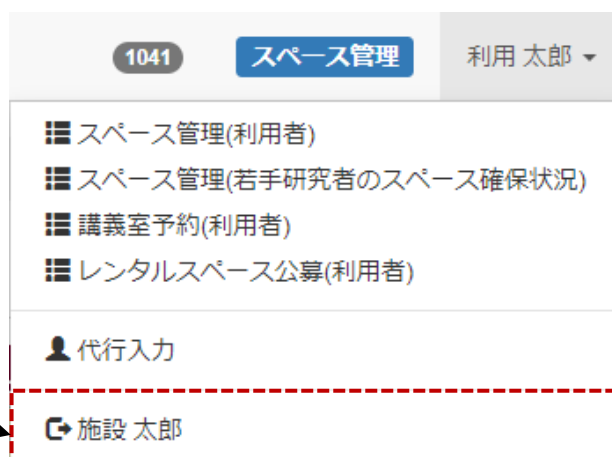 1041 スペース管理 利用 太郎
スペース管理(利用者)
スペース管理(若手研究者のスペース確保状況)
講義室予約(利用者)
レンタルスペース公募(利用者)
代行入力
施設 太郎